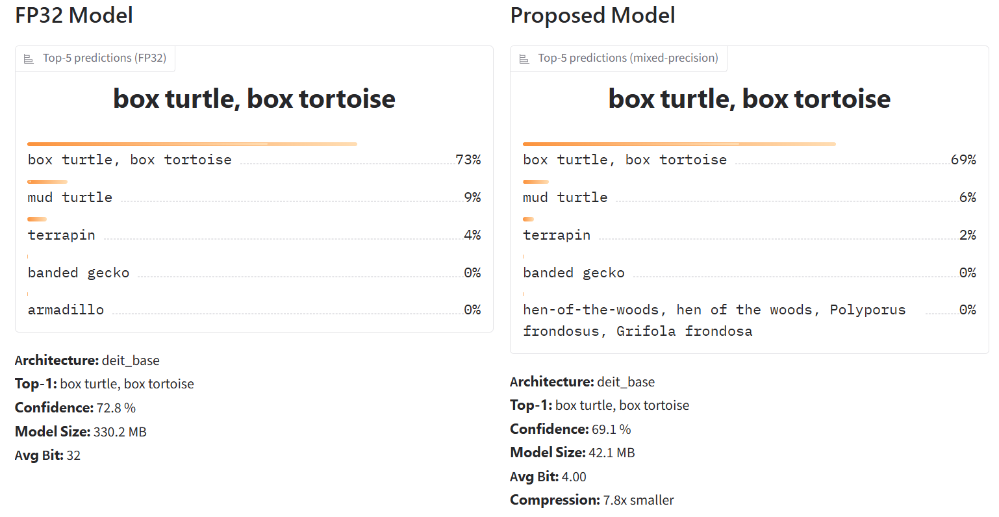 FP32 Model
Top-5 predictions (FP32)
box turtle, box tortoise
box turtle, box tortoise 73%
mud turtle 9%
terrapin 4%
banded gecko 0%
armadillo 0%
Architecture: deit_base
Top-1: box turtle, box tortoise
Confidence: 72.8 %
Model Size: 330.2 MB
Avg Bit: 32
Proposed Model
Top-5 predictions (mixed-precision)
box turtle, box tortoise
box turtle, box tortoise 69%
mud turtle 6%
terrapin 2%
banded gecko 0%
hen-of-the-woods, hen of the woods, Polyporus 0%
frondosus, Grifola frondosa
Architecture: deit_base
Top-1: box turtle, box tortoise
Confidence: 69.1 %
Model Size: 42.1 MB
Avg Bit: 4.00
Compression: 7.8x smaller